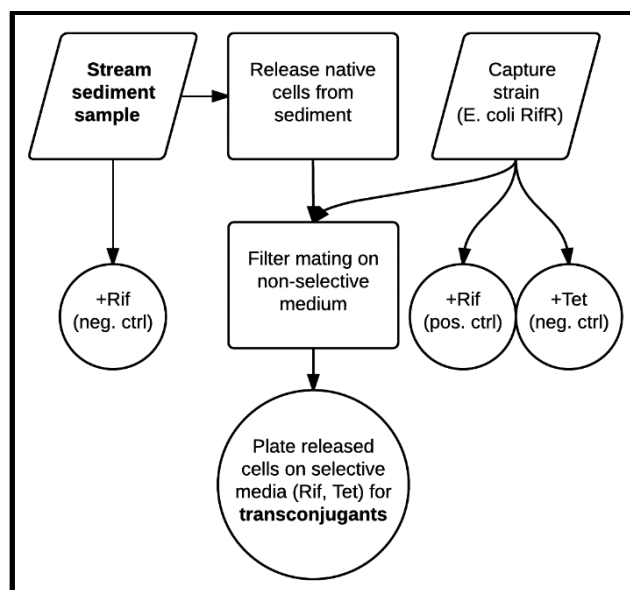 Stream
sediment
sample
Release native
cells from
sediment
Capture
strain
(E. coli RifR)
+Rif
(neg. ctrl)
Filter mating on
non-selective
medium
+Rif
(pos. ctrl)
+Tet
(neg. ctrl)
Plate released
cells on selective
media (Rif, Tet) for
transconjugants